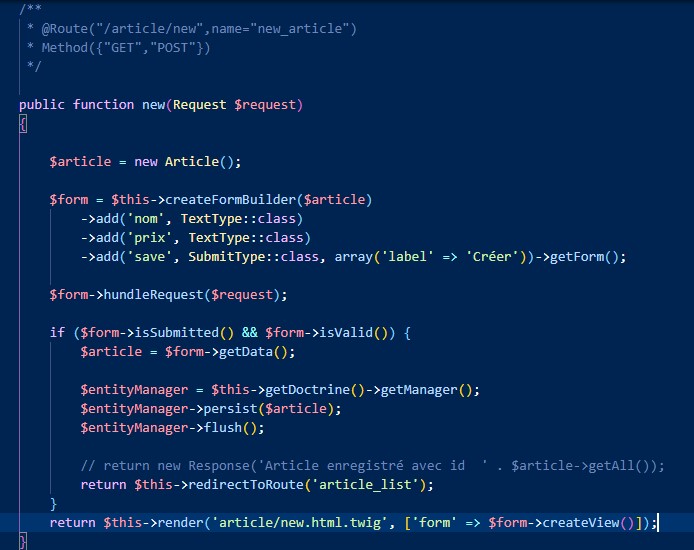 /**
 * @Route("/article/new",name="new_article")
 * Method({"GET","POST"})
 */
public function new(Request $request)
{
$article = new Article();
$form = $this->createFormBuilder($article)
->add('nom', TextType::class)
->add('prix', TextType::class)
->add('save', SubmitType::class, array('label' => 'Créer'))->getForm();
$form->hundleRequest($request);
if ($form->isSubmitted() && $form->isValid()) {
$article = $form->getData();
$entityManager = $this->getDoctrine()->getManager();
$entityManager->persist($article);
$entityManager->flush();
// return new Response('Article enregistré avec id  ' . $article->getAll());
return $this->redirectToRoute('article_list');
}
return $this->render('article/new.html.twig', ['form' => $form->createView()]);
}